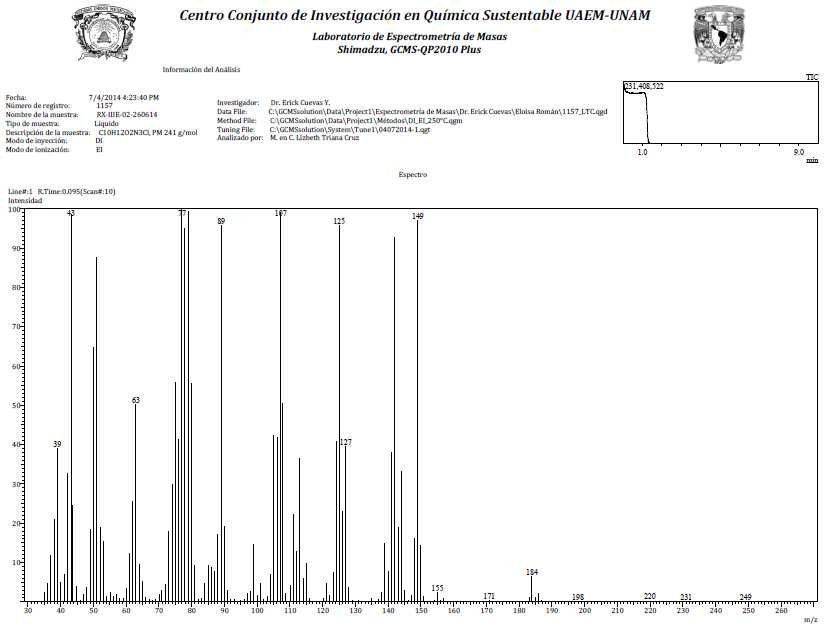 Centro Conjunto de Investigación en Química Sustentable UAEM-UNAM
Laboratorio de Espectrometría de Masas
Shimadzu, GCMS-QP2010 Plus
Información del Análisis
Fecha: 7/4/2014 4:23:40 PM
Número de registro: 1157
Nombre de la muestra: RX-IIIE-02-260614
Tipo de muestra: Líquido
Descripción de la muestra: C10H12O2N3Cl, PM 241 g/mol
Modo de inyección: DI
Modo de ionización: EI
Investigador: Dr. Erick Cuevas Y.
Data File: C:\GCMSsolution\Data\Project1\Espectrometría de Masas\Dr. Erick Cuevas\Eloisa Román\1157_LTC.qgd
Method File: C:\GCMSsolution\Data\Project1\Métodos\DI_EI_250°C.qgm
Tuning File: C:\GCMSsolution\System\Tune1\04072014-1.qgt
Analizado por: M. en C. Lizbeth Triana Cruz
TIC
231,408,522
1.0 9.0
min
Espectro
Line#:1 R.Time:0.095(Scan#:10)
Intensidad
100
90
80
70
60
50
40
30
20
10
39 43 63 77 89 107 125 127 149 155 171 184 198 220 231 249
30 40 50 60 70 80 90 100 110 120 130 140 150 160 170 180 190 200 210 220 230 240 250 260
m/z